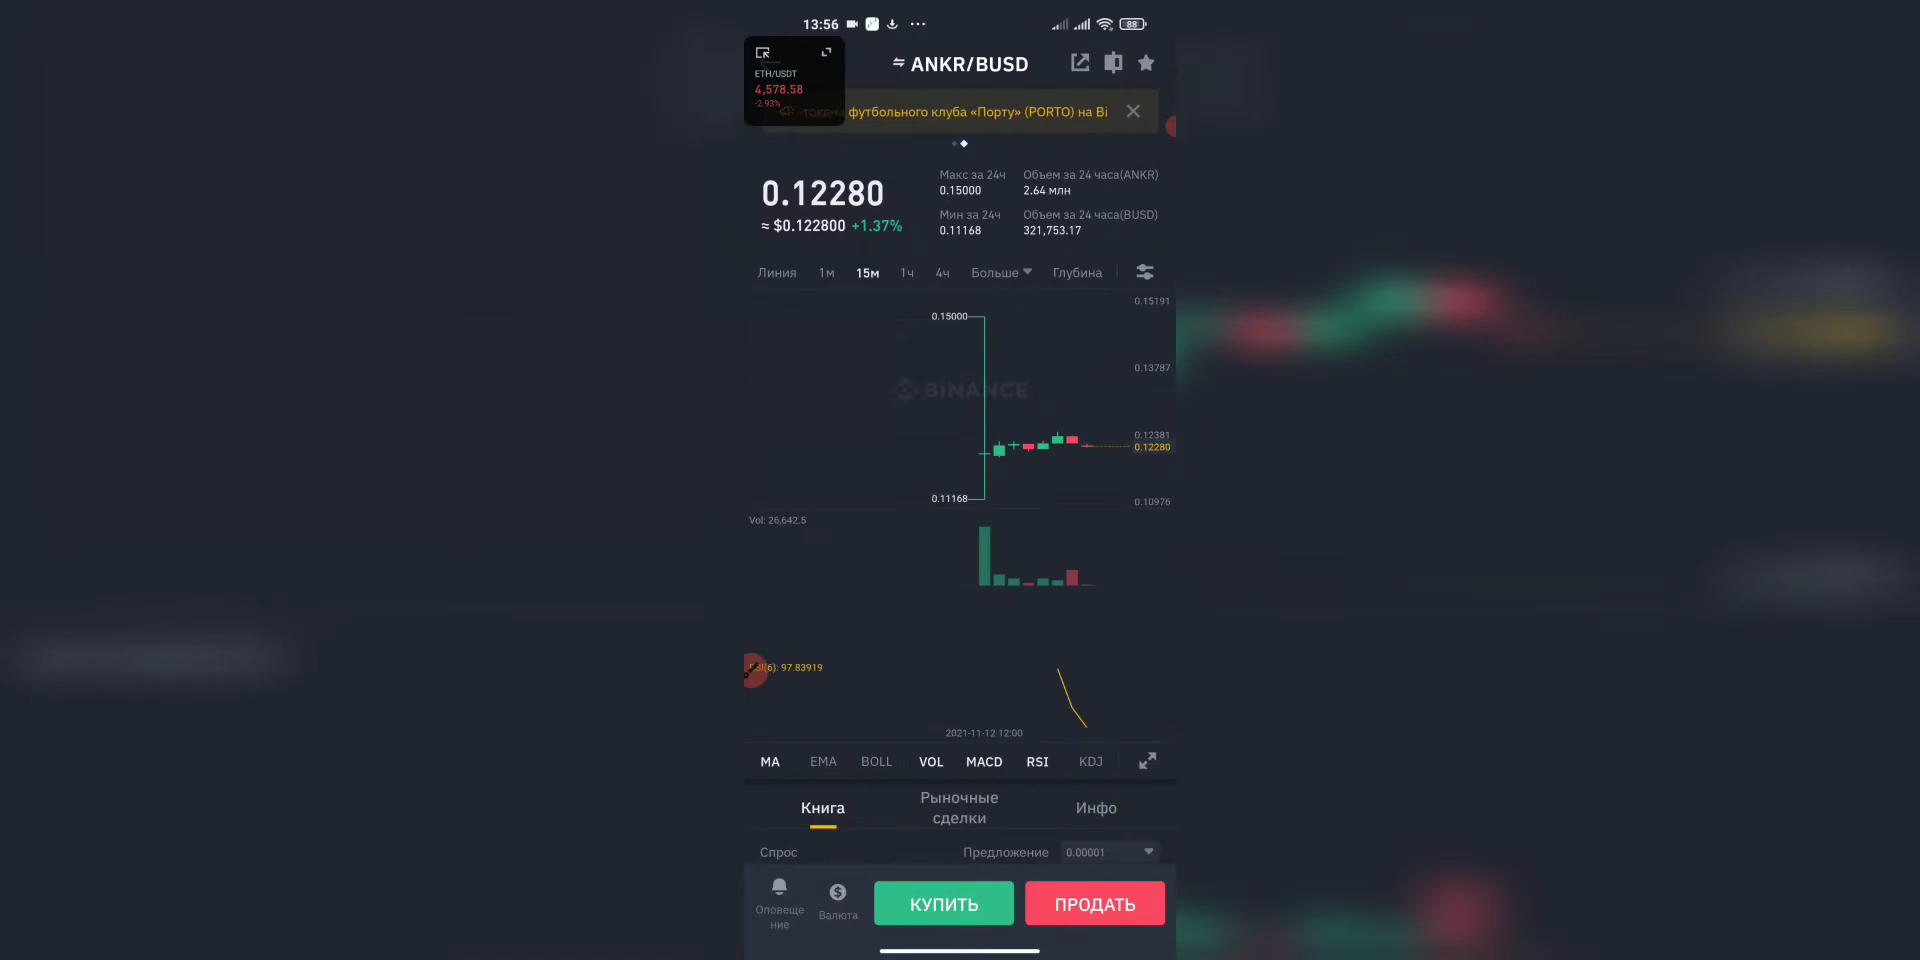 13:56
88
ETH/USDT
4,578.58
-2.93%
ANKR/BUSD
футбольного клуба «Порту» (PORTO) на Bi
0.12280
≈ $0.122800 +1.37%
Макс за 24ч
0.15000
Мин за 24ч
0.11168
Объем за 24 часа(ANKR)
2.64 млн
Объем за 24 часа(BUSD)
321,753.17
Линия 1м 15м 1ч 4ч Больше Глубина
0.15191
0.15000
0.13787
BINANCE
0.12381
0.12280
0.11168
0.10976
Vol: 26,642.5
RSI(6): 97.83919
2021-11-12 12:00
MA EMA BOLL VOL MACD RSI KDJ
Книга
Рыночные
сделки
Инфо
Спрос
Предложение
0.00001
Оповеще
ние
Валюта
КУПИТЬ
ПРОДАТЬ